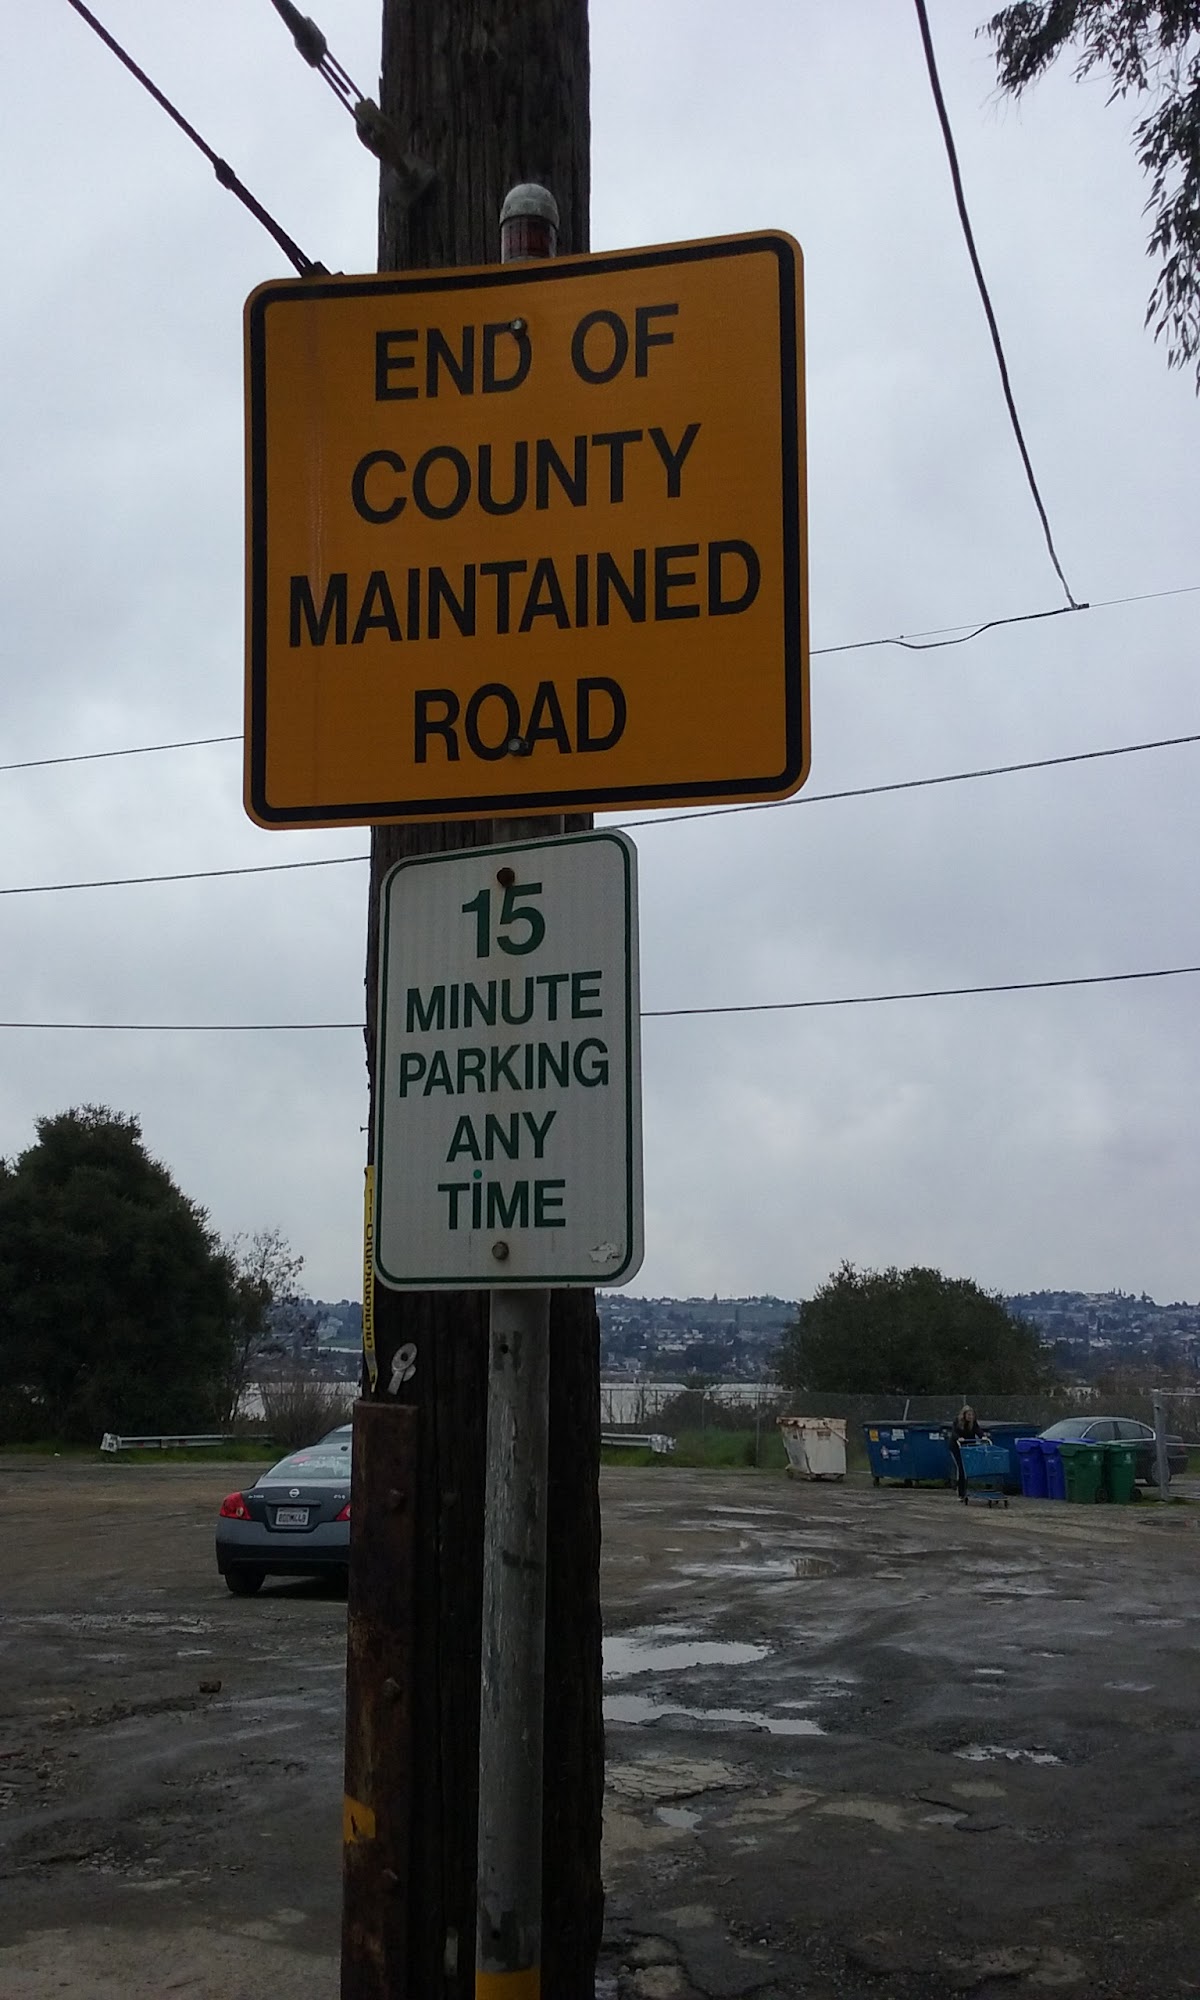 END OF
COUNTY
MAINTAINED
ROAD
15
MINUTE
PARKING
ANY
TIME